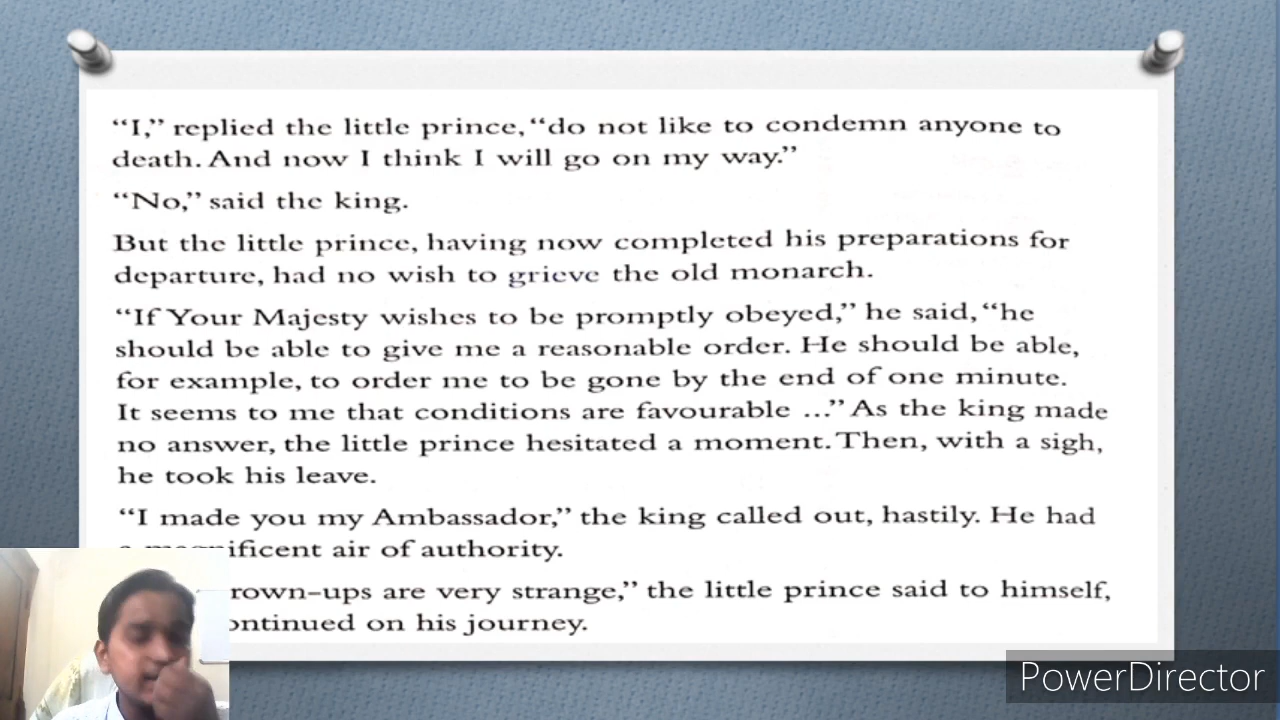 “I,” replied the little prince, “do not like to condemn anyone to
death. And now I think I will go on my way.”
“No,” said the king.
But the little prince, having now completed his preparations for
departure, had no wish to grieve the old monarch.
“If Your Majesty wishes to be promptly obeyed,” he said, “he
should be able to give me a reasonable order. He should be able,
for example, to order me to be gone by the end of one minute.
It seems to me that conditions are favourable ...” As the king made
no answer, the little prince hesitated a moment. Then, with a sigh,
he took his leave.
“I made you my Ambassador,” the king called out, hastily. He had
a magnificent air of authority.
rown-ups are very strange,” the little prince said to himself,
ontinued on his journey.
PowerDirector